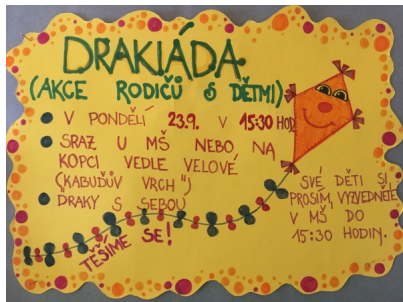 DRAKIÁDA
(AKCE RODIČŮ S DĚTMI)
V PONDĚLÍ 23.9. V 15:30 HOD.
SRAZ U MŠ NEBO NA
KOPCI VEDLE VELOVÉ
(KABUĎŮV VRCH")
"DRAKY S SEBOU
TĚŠÍME SE!
SVÉ DĚTI SI,
PROSÍM, VYZVEDNĚTE
V MŠ DO
15:30 HODIN.